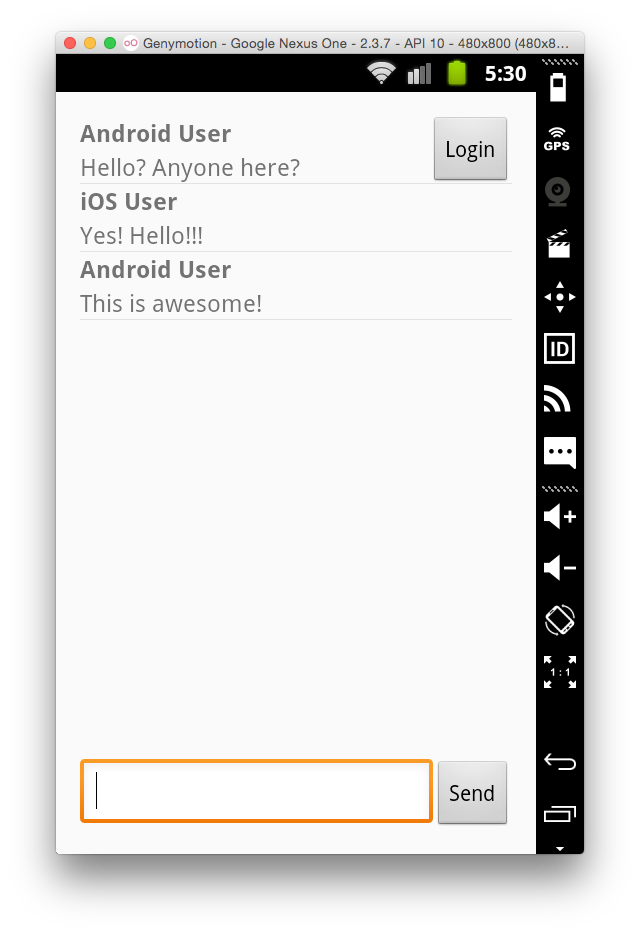 Genymotion - Google Nexus One - 2.3.7 - API 10 - 480x800 (480x8...
5:30
GPS
Android User
Login
Hello? Anyone here?
iOS User
Yes! Hello!!!
Android User
This is awesome!
ID
1:1
Send